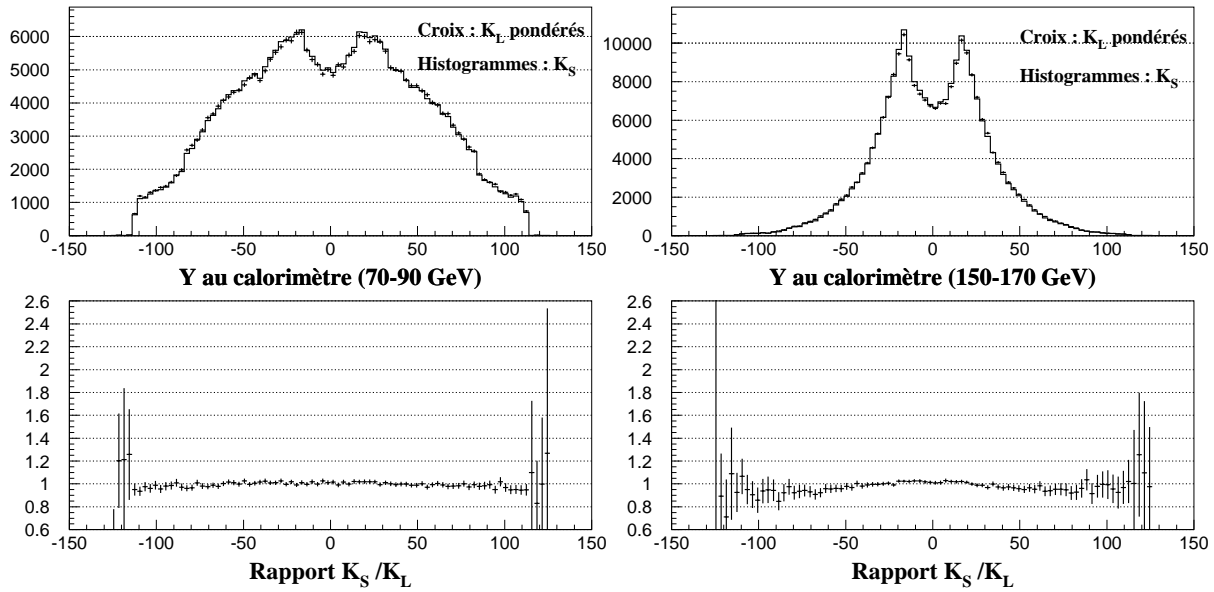 6000
5000
4000
3000
2000
1000
0
Croix : K_L pondérés
Histogrammes : K_S
-150 -100 -50 0 50 100 150
Y au calorimètre (70-90 GeV)
10000
8000
6000
4000
2000
0
Croix : K_L pondérés
Histogrammes : K_S
-150 -100 -50 0 50 100 150
Y au calorimètre (150-170 GeV)
2.6
2.4
2.2
2
1.8
1.6
1.4
1.2
1
0.8
0.6
-150 -100 -50 0 50 100 150
Rapport K_S /K_L
2.6
2.4
2.2
2
1.8
1.6
1.4
1.2
1
0.8
0.6
-150 -100 -50 0 50 100 150
Rapport K_S /K_L